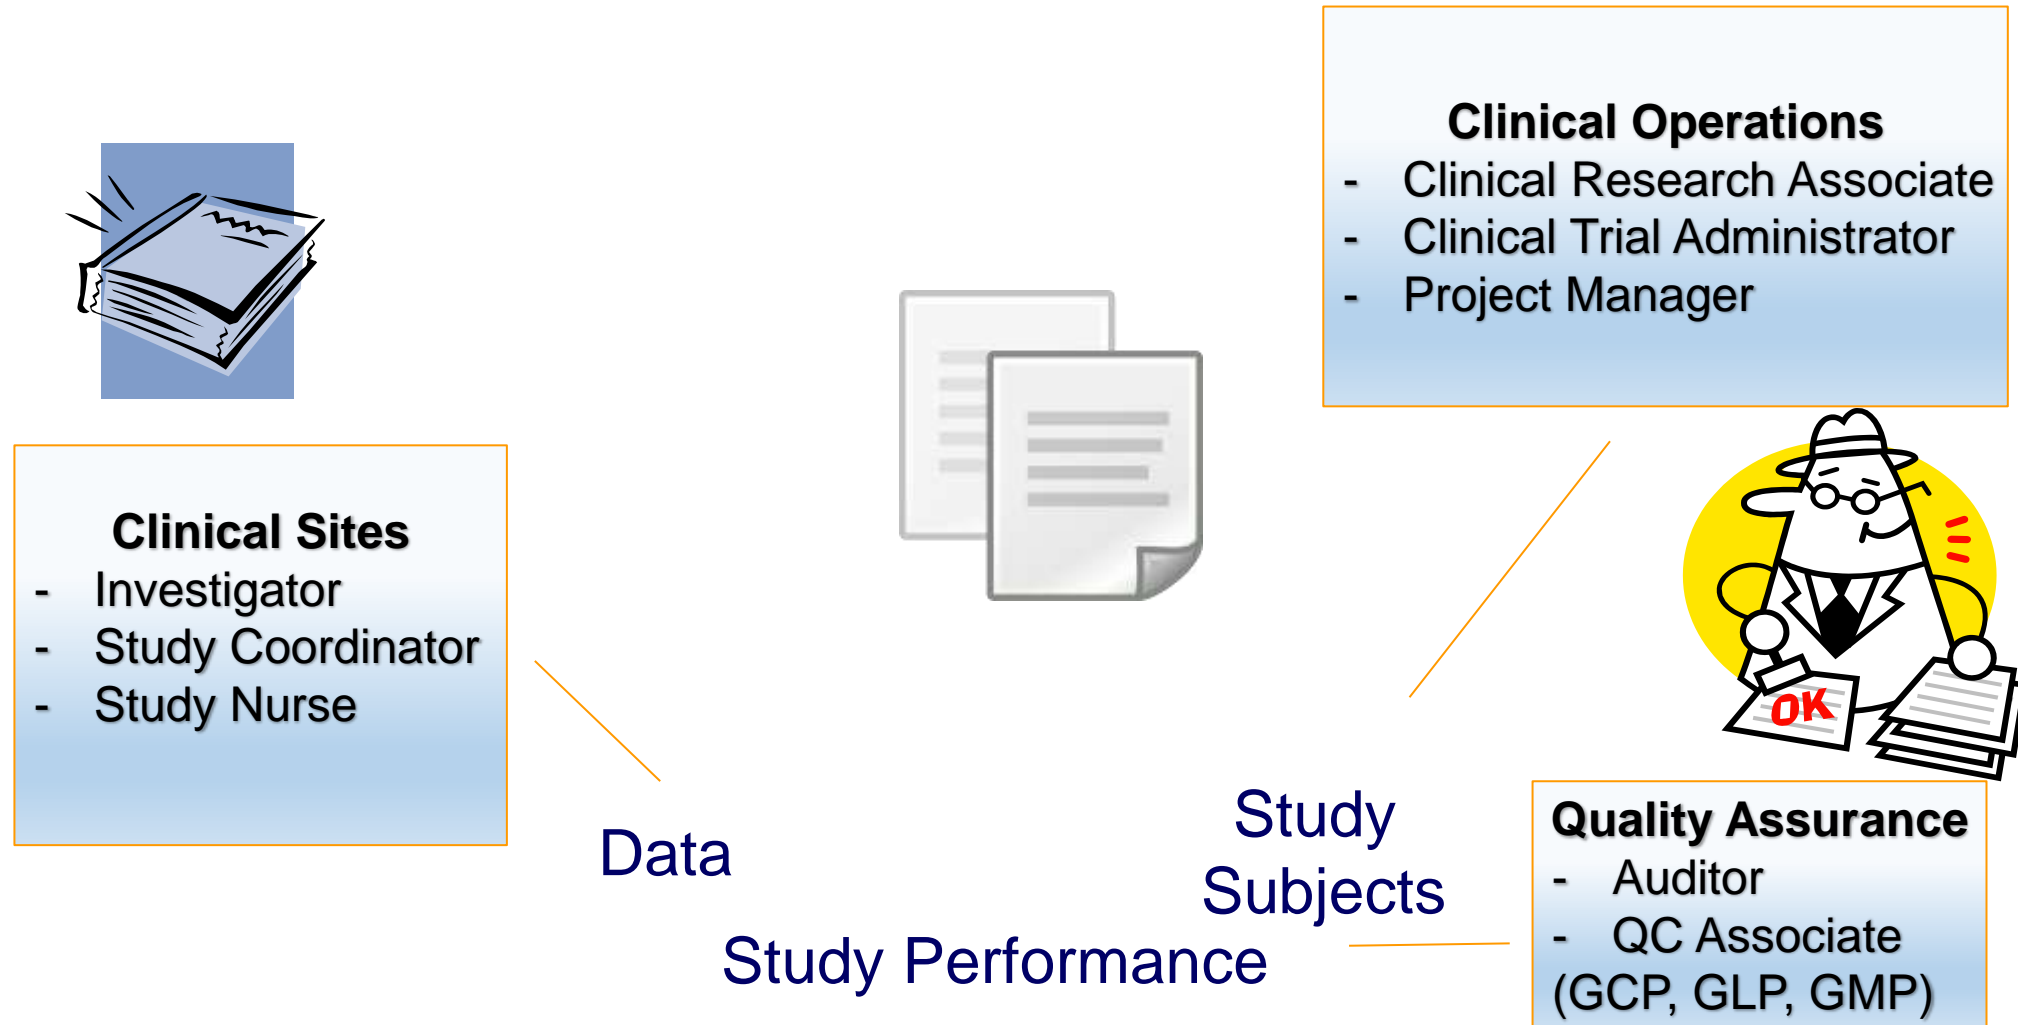 Clinical Operations
- Clinical Research Associate
- Clinical Trial Administrator
- Project Manager
Clinical Sites
- Investigator
- Study Coordinator
- Study Nurse
OK
Data
Study
Subjects
Study Performance
Quality Assurance
- Auditor
- QC Associate
(GCP, GLP, GMP)